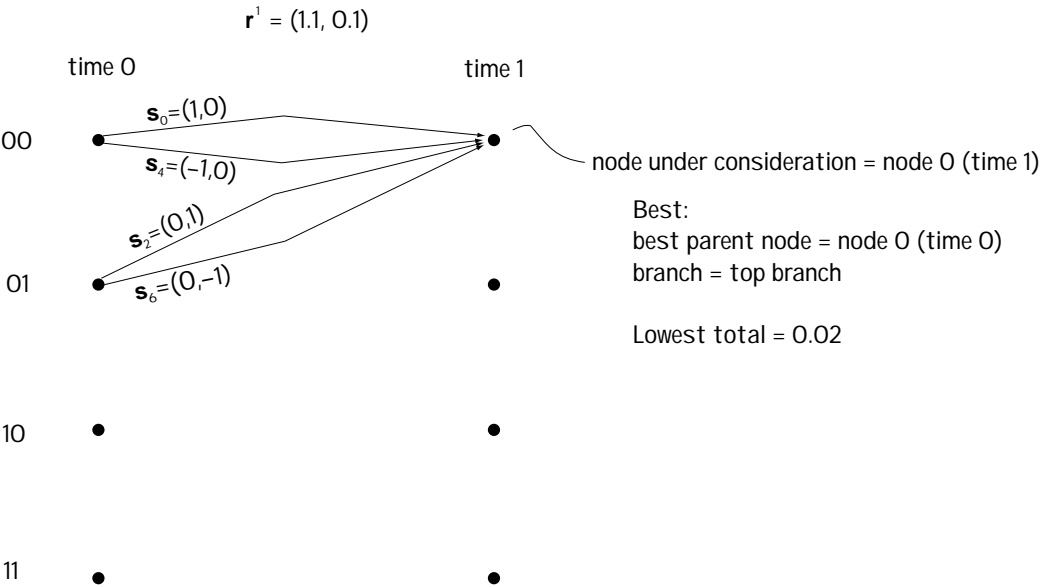 r¹ = (1.1, 0.1)
time 0
time 1
s₀=(1,0)
00
s₄=(–1,0)
node under consideration = node 0 (time 1)
s₂=(0,1)
Best:
best parent node = node 0 (time 0)
branch = top branch
01
s₆=(0,–1)
Lowest total = 0.02
10
11